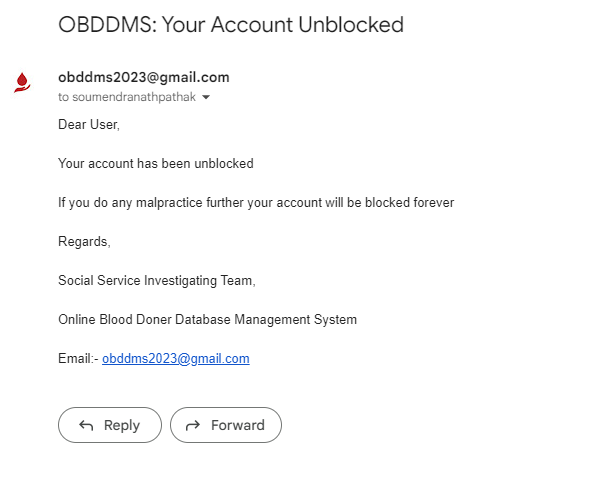 OBDDMS: Your Account Unblocked
obddms2023@gmail.com
to soumendranathpathak
Dear User,
Your account has been unblocked
If you do any malpractice further your account will be blocked forever
Regards,
Social Service Investigating Team,
Online Blood Doner Database Management System
Email:- obddms2023@gmail.com
Reply Forward